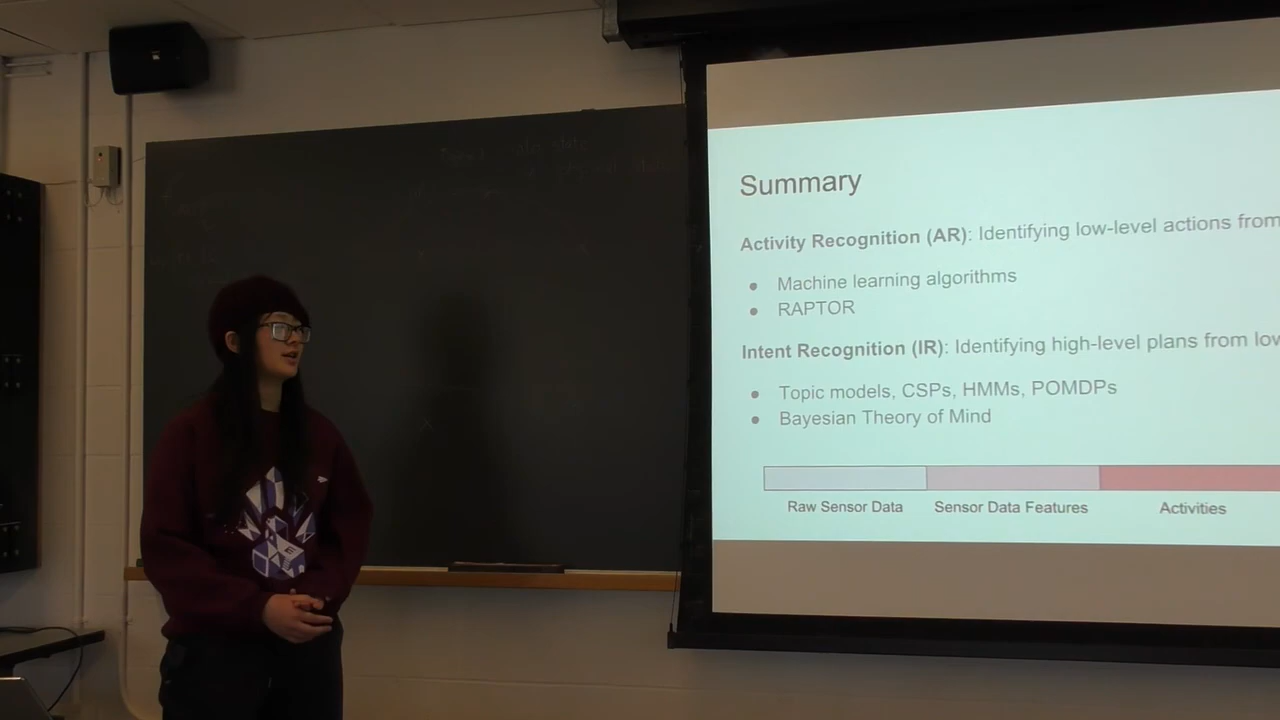 Summary
Activity Recognition (AR): Identifying low-level actions from
● Machine learning algorithms
● RAPTOR
Intent Recognition (IR): Identifying high-level plans from low
● Topic models, CSPs, HMMs, POMDPs
● Bayesian Theory of Mind
Raw Sensor Data Sensor Data Features Activities